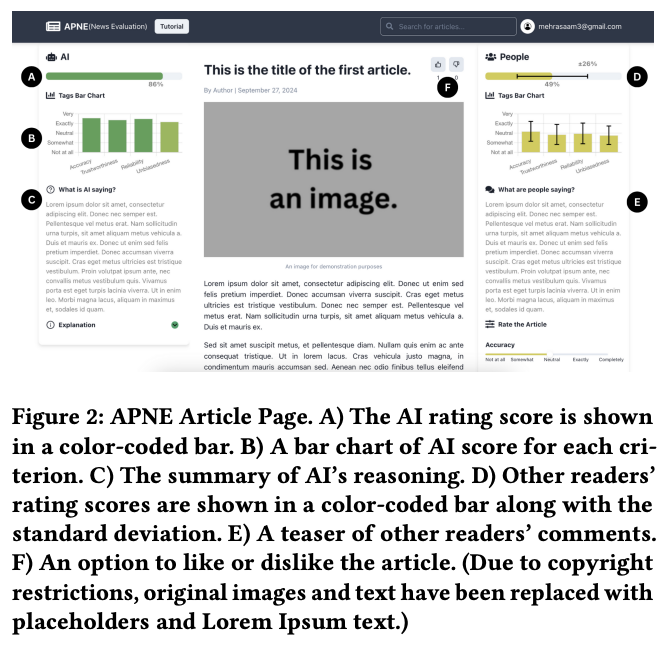 APNE(News Evaluation) Tutorial Search for articles... mehrasaam3@gmail.com
AI
A
86%
Tags Bar Chart
B
Very
Exactly
Neutral
Somewhat
Not at all
Accuracy Trustworthiness Reliability Unbiasedness
C
What is AI saying?
Lorem ipsum dolor sit amet, consectetur
adipiscing elit. Donec nec semper est.
Pellentesque vel metus erat. Nam sollicitudin
urna turpis, sit amet aliquam metus vehicula a.
Duis et mauris ex. Donec ut enim sed felis
pretium imperdiet. Donec accumsan viverra
suscipit. Cras eget metus ultricies est tristique
vestibulum. Proin volutpat ipsum ante, nec
convallis metus vestibulum quis. Vivamus
porta est eget turpis lacinia viverra. Ut in enim
leo. Morbi magna lacus, aliquam in maximus
et, sodales id quam.
Explanation
This is the title of the first article.
By Author | September 27, 2024
1 0
F
This is
an image.
An image for demonstration purposes
Lorem ipsum dolor sit amet, consectetur adipiscing elit. Donec ut enim sed
felis pretium imperdiet. Donec accumsan viverra suscipit. Cras eget metus
ultricies est tristique vestibulum. Donec nec semper est. Pellentesque vel
metus erat. Nam sollicitudin urna turpis, sit amet aliquam metus vehicula a.
Duis et mauris ex.
Sed sit amet suscipit metus, et pellentesque diam. Nullam quis enim ac ante
consequat tristique. Ut in lorem lacus. Cras vehicula justo magna, in
condimentum mauris accumsan sed. Aenean nec odio finibus tellus eleifend
People
±26%
D
49%
Tags Bar Chart
Very
Exactly
Neutral
Somewhat
Not at all
Accuracy Trustworthiness Reliability Unbiasedness
What are people saying?
E
Lorem ipsum dolor sit amet, consectetur
adipiscing elit. Donec nec semper est.
Pellentesque vel metus erat. Nam sollicitudin
urna turpis, sit amet aliquam metus vehicula a.
Duis et mauris ex. Donec ut enim sed felis
pretium imperdiet. Donec accumsan viverra
suscipit. Cras eget metus ultricies est tristique
vestibulum. Proin volutpat ipsum ante, nec
convallis metus vestibulum quis. Vivamus
porta est eget turpis lacinia viverra. Ut in enim
leo. Morbi magna lacus, aliquam in maximus
et, sodales id quam.
Rate the Article
Accuracy
Not at all Somewhat Neutral Exactly Completely
Figure 2: APNE Article Page. A) The AI rating score is shown
in a color-coded bar. B) A bar chart of AI score for each cri-
terion. C) The summary of AI’s reasoning. D) Other readers’
rating scores are shown in a color-coded bar along with the
standard deviation. E) A teaser of other readers’ comments.
F) An option to like or dislike the article. (Due to copyright
restrictions, original images and text have been replaced with
placeholders and Lorem Ipsum text.)